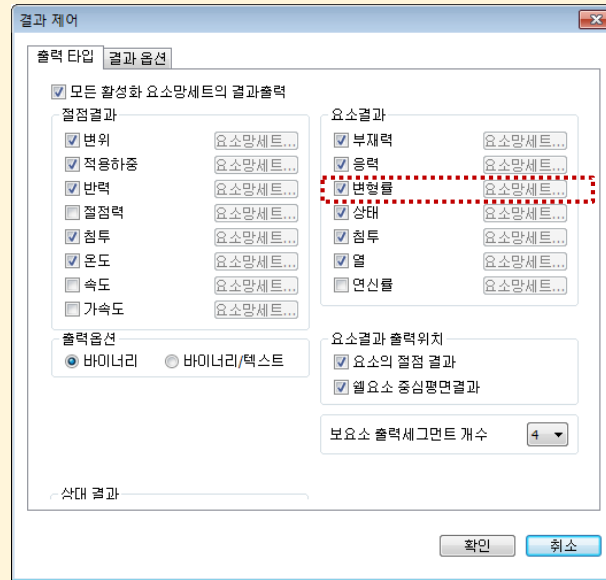 결과 제어
출력 타입 결과 옵션
모든 활성화 요소망세트의 결과출력
절점결과
변위 요소망세트...
적용하중 요소망세트...
반력 요소망세트...
절점력 요소망세트...
침투 요소망세트...
온도 요소망세트...
속도 요소망세트...
가속도 요소망세트...
요소결과
부재력 요소망세트...
응력 요소망세트...
변형률 요소망세트...
상태 요소망세트...
침투 요소망세트...
열 요소망세트...
연신률 요소망세트...
출력옵션
바이너리 바이너리/텍스트
요소결과 출력위치
요소의 절점 결과
쉘요소 중심평면결과
보요소 출력세그먼트 개수 4
상대 결과
확인 취소